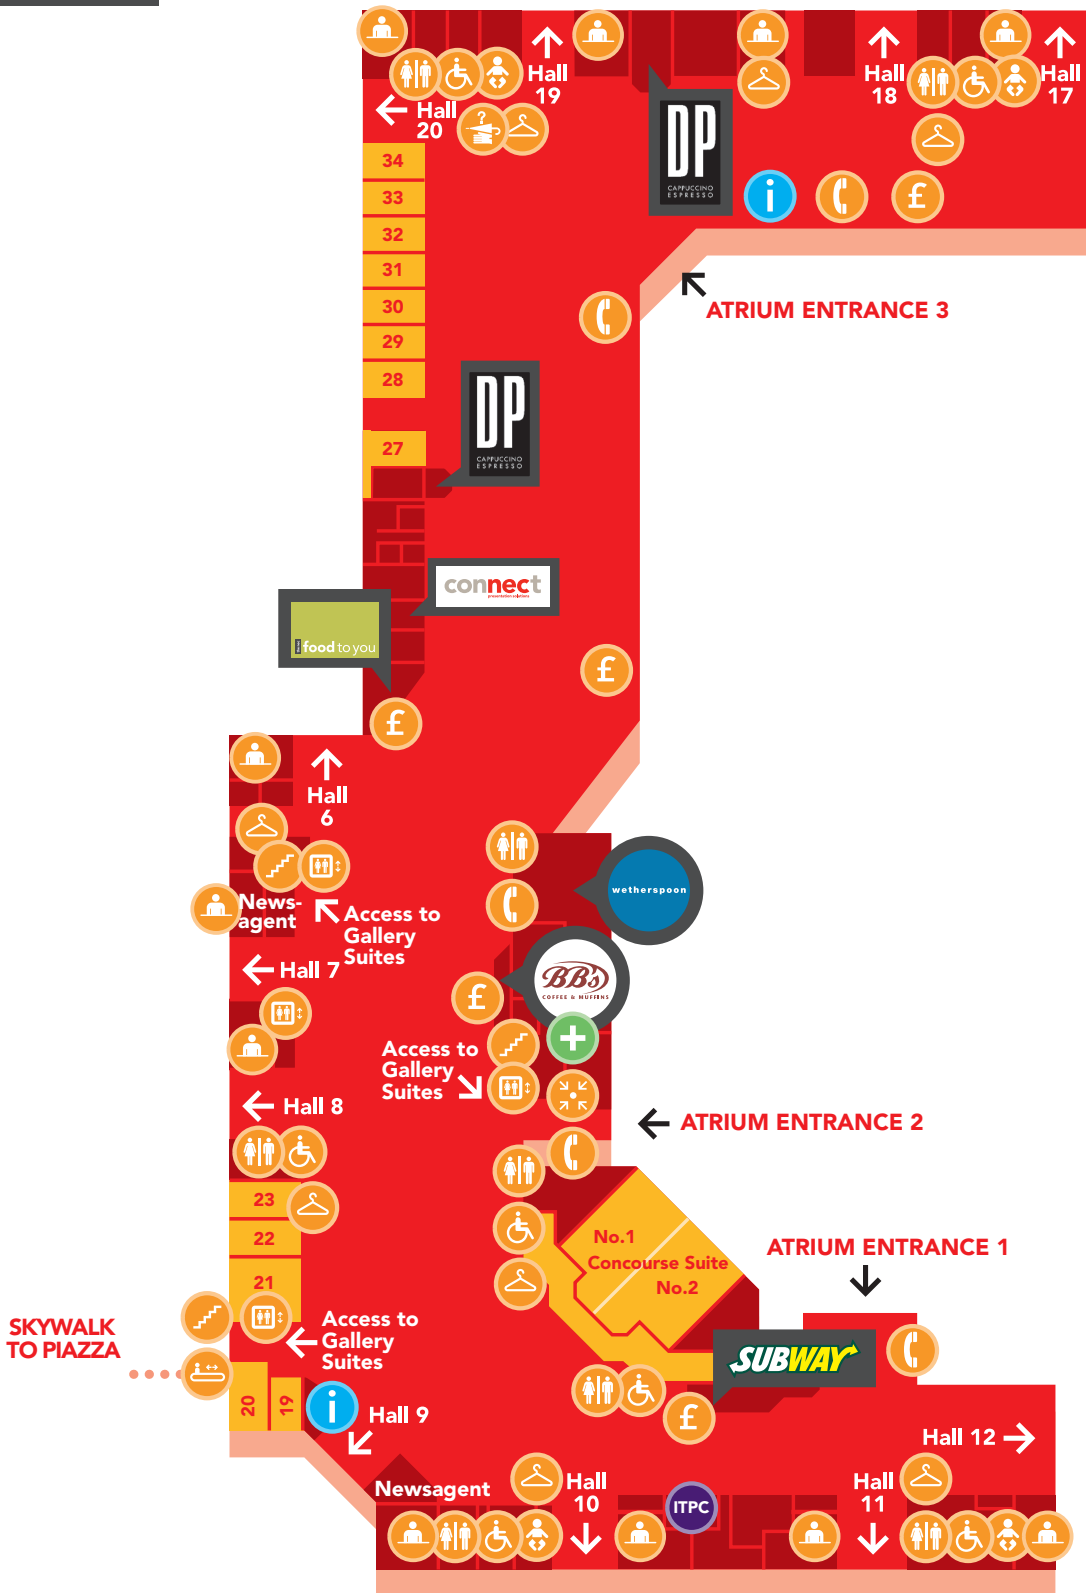 Hall
19
Hall
18
Hall
17
Hall
20
?
DP
CAPPUCCINO
ESPRESSO
i
£
34
33
32
31
30
29
28
27
ATRIUM ENTRANCE 3
DP
CAPPUCCINO
ESPRESSO
connect
presentation solutions
food to you
£
£
Hall
6
wetherspoon
News-
agent
Access to
Gallery
Suites
Hall 7
BB's
COFFEE & MUFFINS
£
Access to
Gallery
Suites
Hall 8
ATRIUM ENTRANCE 2
23
22
21
No.1
Concourse Suite
No.2
ATRIUM ENTRANCE 1
SKYWALK
TO PIAZZA
Access to
Gallery
Suites
SUBWAY
20
19
i
Hall 9
£
Hall 12
Newsagent
Hall
10
ITPC
Hall
11